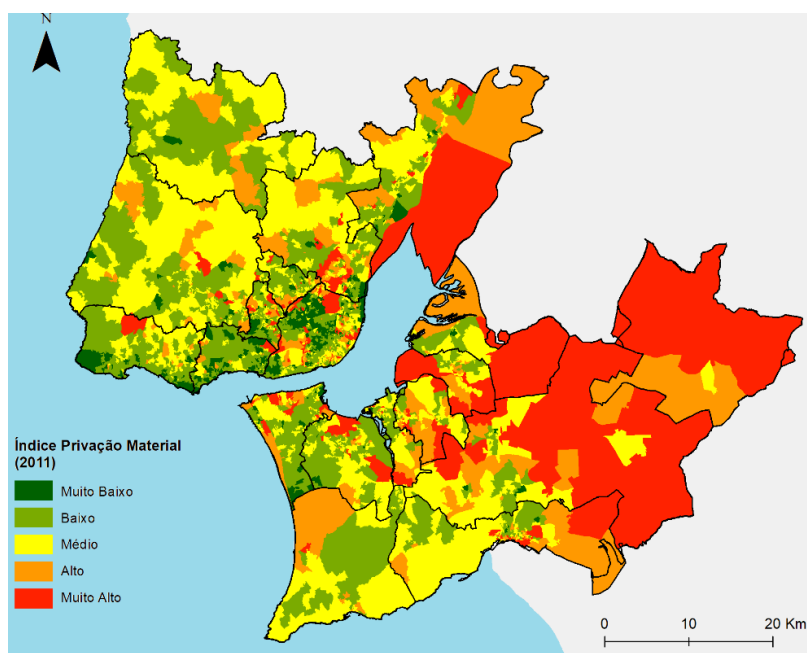 N
Índice Privação Material
(2011)
Muito Baixo
Baixo
Médio
Alto
Muito Alto
0 10 20 Km